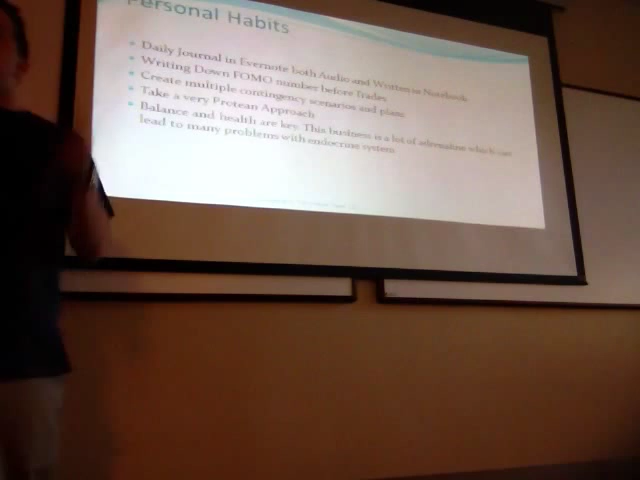 Personal Habits
Daily Journal in Evernote both Audio and Written in Notebook
Writing Down FOMO number before Trades
Create multiple contingency scenarios and plans
Take a very Protean Approach
Balance and health are key. This business is a lot of adrenaline which can
lead to many problems with endocrine system